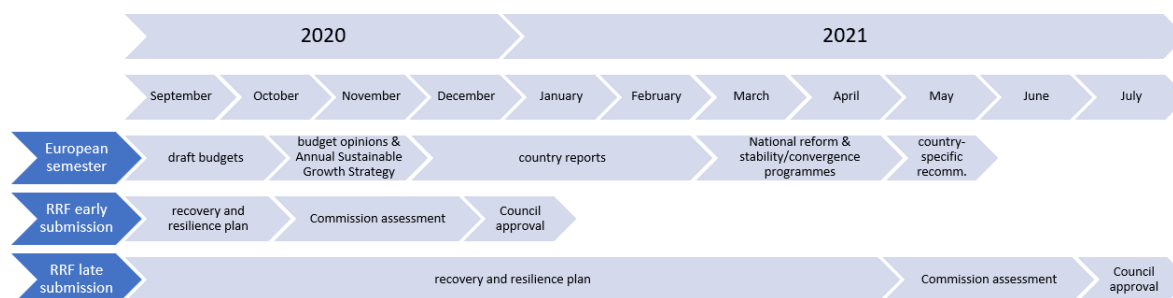 2020
2021
September
October
November
December
January
February
March
April
May
June
July
European
semester
draft budgets
budget opinions &
Annual Sustainable
Growth Strategy
country reports
National reform &
stability/convergence
programmes
country-
specific
recomm.
RRF early
submission
recovery and
resilience plan
Commission assessment
Council
approval
RRF late
submission
recovery and resilience plan
Commission assessment
Council
approval